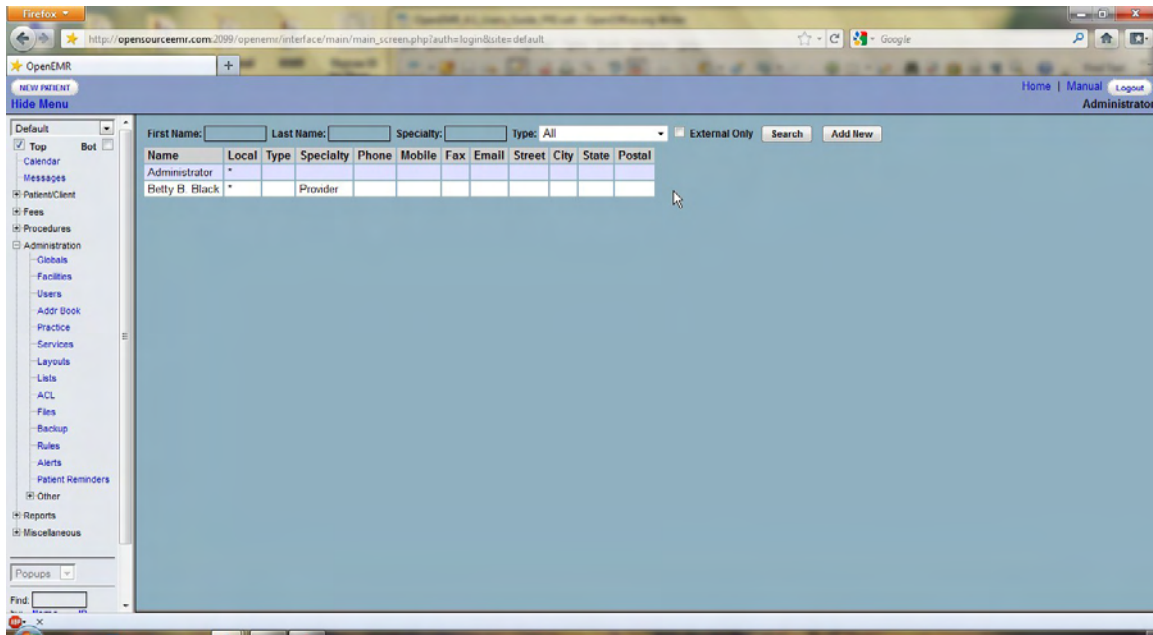 Firefox
http://opensourceemr.com:2099/openemr/interface/main/main_screen.php?auth=login&site=default
Google
OpenEMR
+
NEW PATIENT
Home | Manual Logout
Hide Menu
Administrator
Default
Top Bot
Calendar
Messages
Patient/Client
Fees
Procedures
Administration
Globals
Facilities
Users
Addr Book
Practice
Services
Layouts
Lists
ACL
Files
Backup
Rules
Alerts
Patient Reminders
Other
Reports
Miscellaneous
Popups
Find:
First Name: Last Name: Specialty: Type: All External Only Search Add New
Name Local Type Specialty Phone Mobile Fax Email Street City State Postal
Administrator *
Betty B. Black * Provider